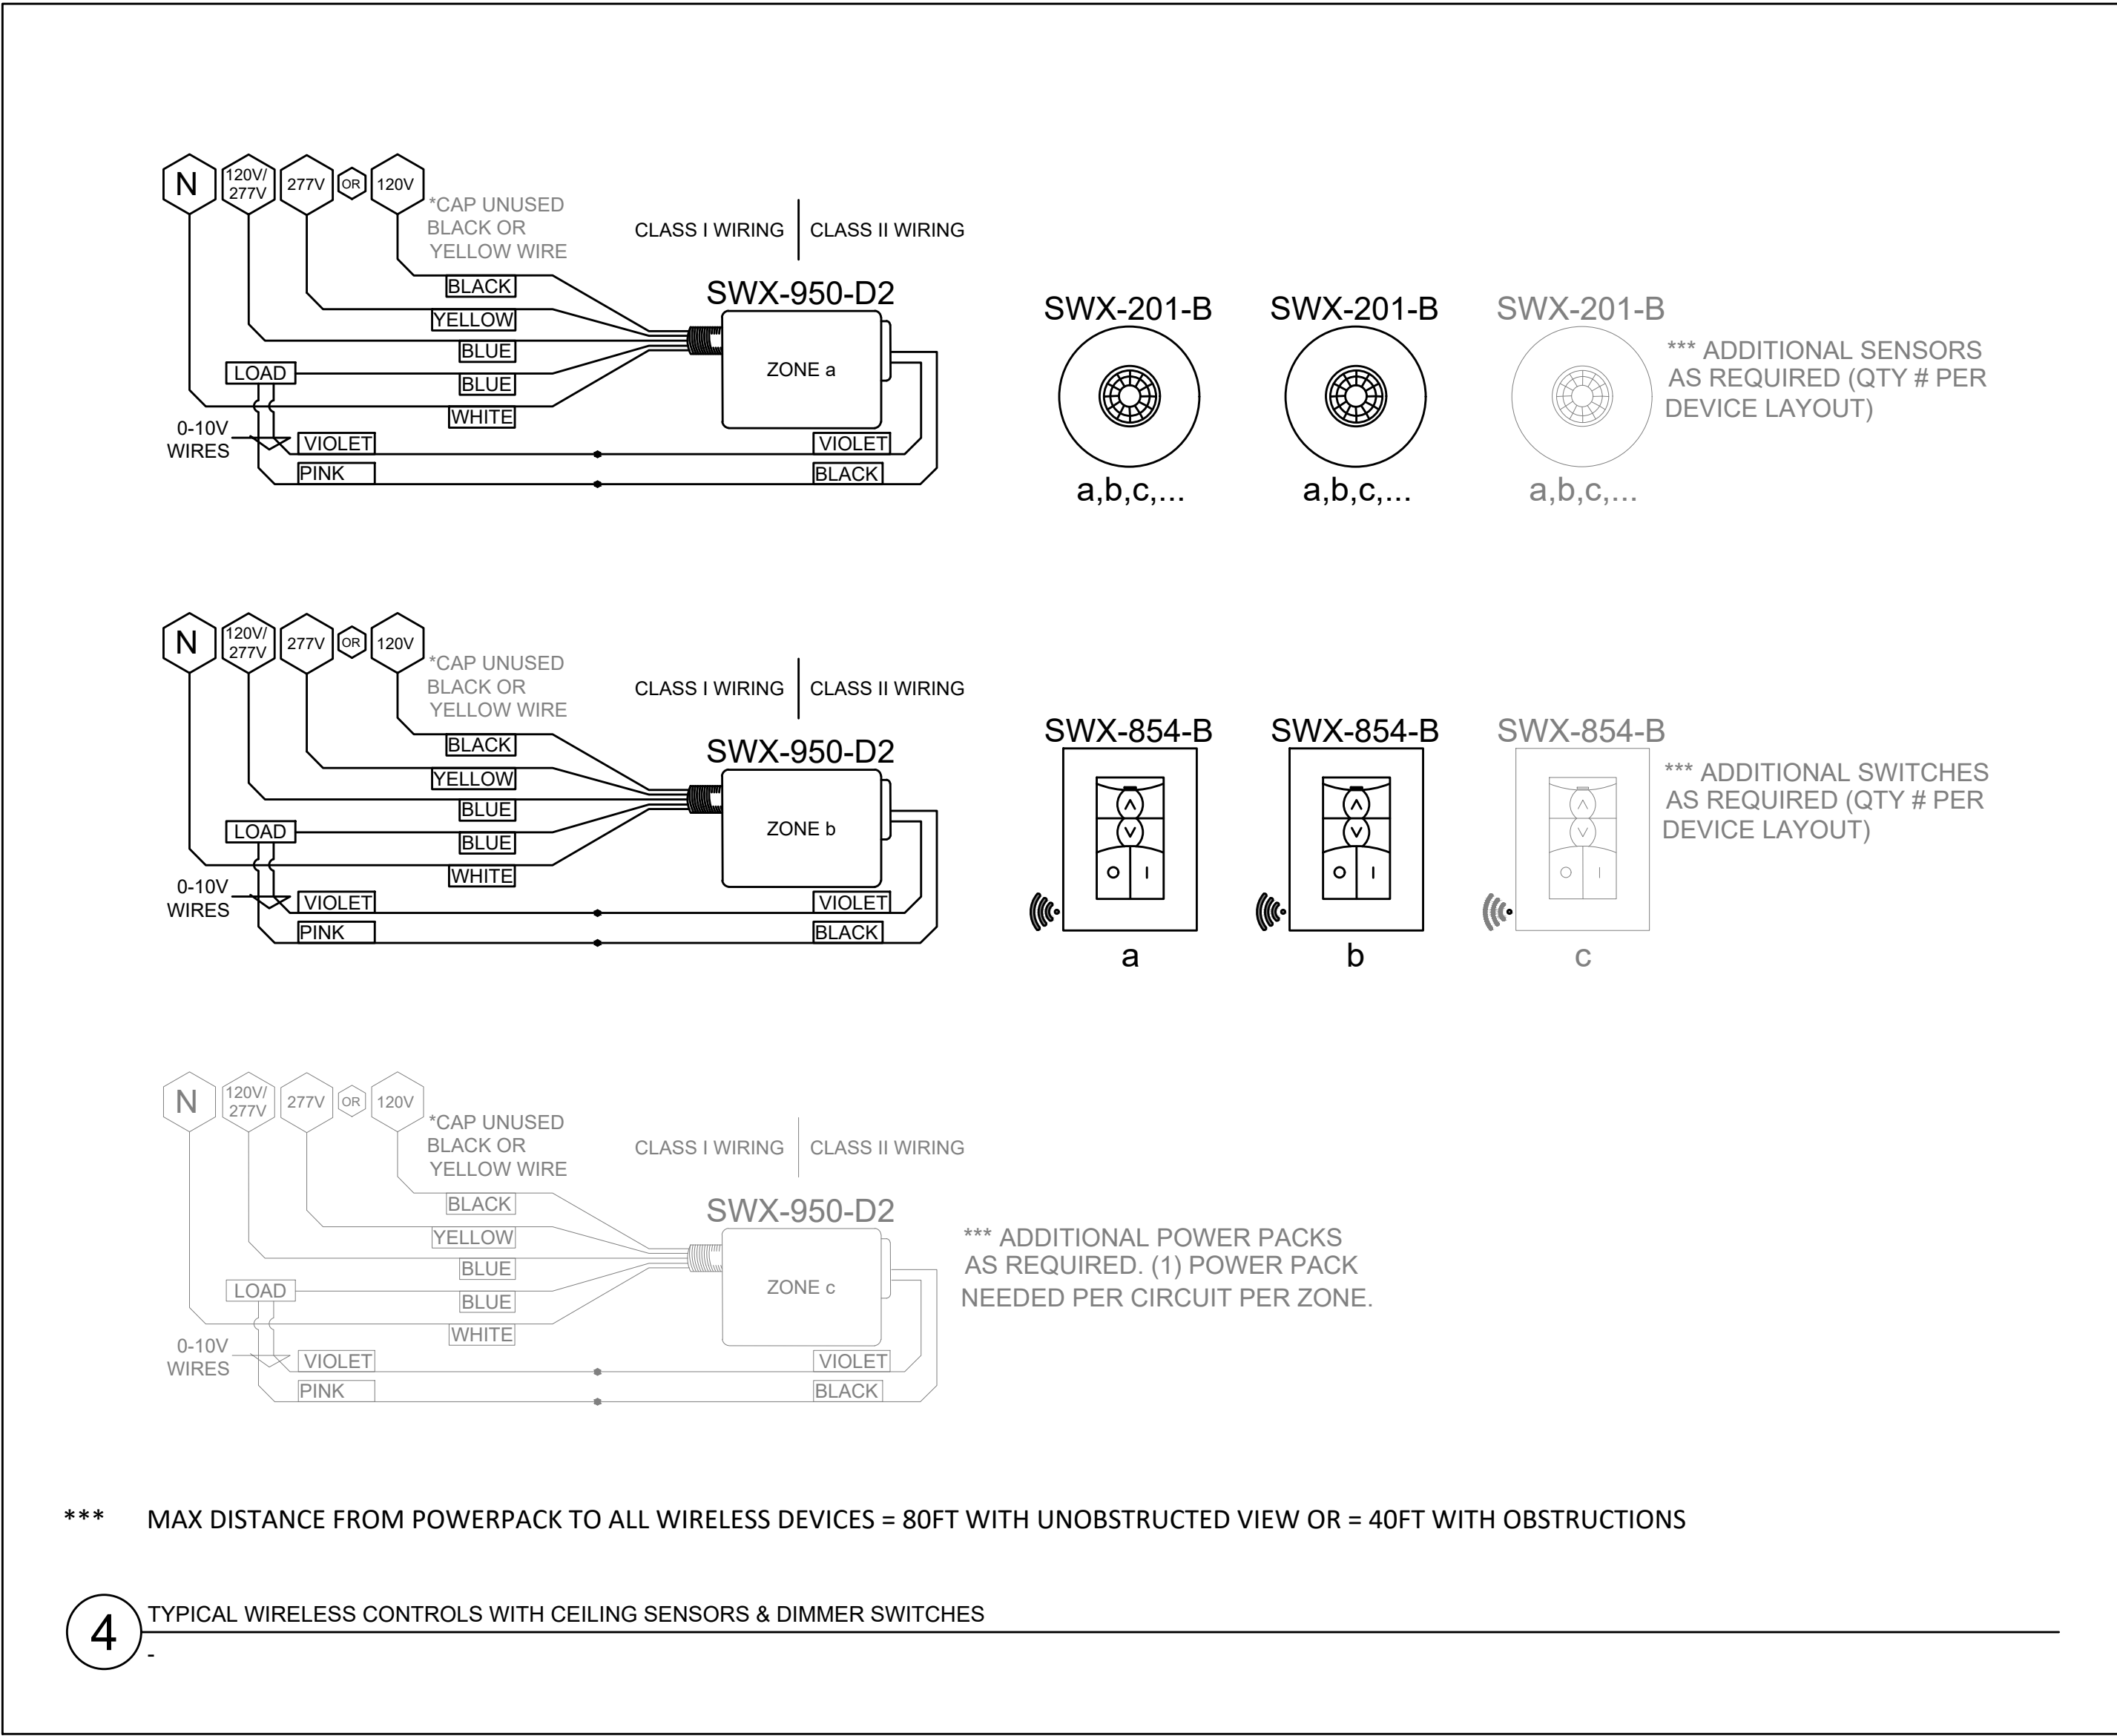 N
120V/
277V
277V
OR
120V
*CAP UNUSED
BLACK OR
YELLOW WIRE
CLASS I WIRING
CLASS II WIRING
BLACK
YELLOW
BLUE
LOAD
BLUE
WHITE
0-10V
WIRES
VIOLET
PINK
SWX-950-D2
ZONE a
VIOLET
BLACK
SWX-201-B
a,b,c,...
SWX-201-B
a,b,c,...
SWX-201-B
a,b,c,...
*** ADDITIONAL SENSORS
AS REQUIRED (QTY # PER
DEVICE LAYOUT)
N
120V/
277V
277V
OR
120V
*CAP UNUSED
BLACK OR
YELLOW WIRE
CLASS I WIRING
CLASS II WIRING
BLACK
YELLOW
BLUE
LOAD
BLUE
WHITE
0-10V
WIRES
VIOLET
PINK
SWX-950-D2
ZONE b
VIOLET
BLACK
SWX-854-B
O I
a
SWX-854-B
O I
b
SWX-854-B
O I
c
*** ADDITIONAL SWITCHES
AS REQUIRED (QTY # PER
DEVICE LAYOUT)
N
120V/
277V
277V
OR
120V
*CAP UNUSED
BLACK OR
YELLOW WIRE
CLASS I WIRING
CLASS II WIRING
BLACK
YELLOW
BLUE
LOAD
BLUE
WHITE
0-10V
WIRES
VIOLET
PINK
SWX-950-D2
ZONE c
VIOLET
BLACK
*** ADDITIONAL POWER PACKS
AS REQUIRED. (1) POWER PACK
NEEDED PER CIRCUIT PER ZONE.
*** MAX DISTANCE FROM POWERPACK TO ALL WIRELESS DEVICES = 80FT WITH UNOBSTRUCTED VIEW OR = 40FT WITH OBSTRUCTIONS
4
TYPICAL WIRELESS CONTROLS WITH CEILING SENSORS & DIMMER SWITCHES
-